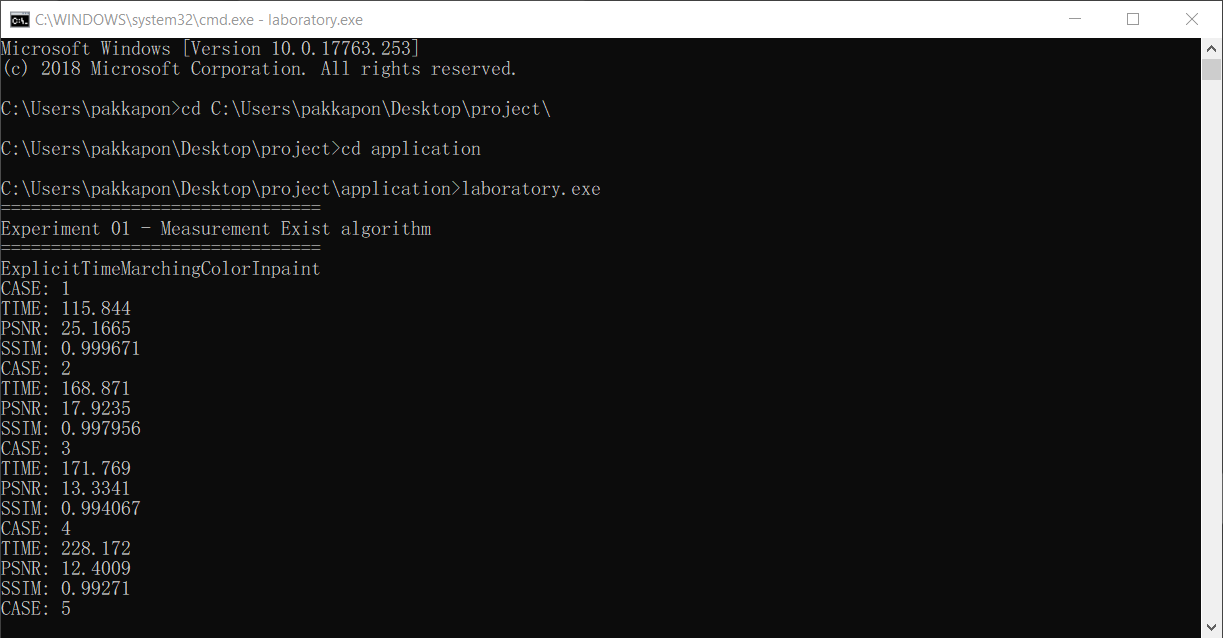 C:\WINDOWS\system32\cmd.exe - laboratory.exe
Microsoft Windows [Version 10.0.17763.253]
(c) 2018 Microsoft Corporation. All rights reserved.
C:\Users\pakkapon>cd C:\Users\pakkapon\Desktop\project\
C:\Users\pakkapon\Desktop\project>cd application
C:\Users\pakkapon\Desktop\project\application>laboratory.exe
================================
Experiment 01 - Measurement Exist algorithm
================================
ExplicitTimeMarchingColorInpaint
CASE: 1
TIME: 115.844
PSNR: 25.1665
SSIM: 0.999671
CASE: 2
TIME: 168.871
PSNR: 17.9235
SSIM: 0.997956
CASE: 3
TIME: 171.769
PSNR: 13.3341
SSIM: 0.994067
CASE: 4
TIME: 228.172
PSNR: 12.4009
SSIM: 0.99271
CASE: 5